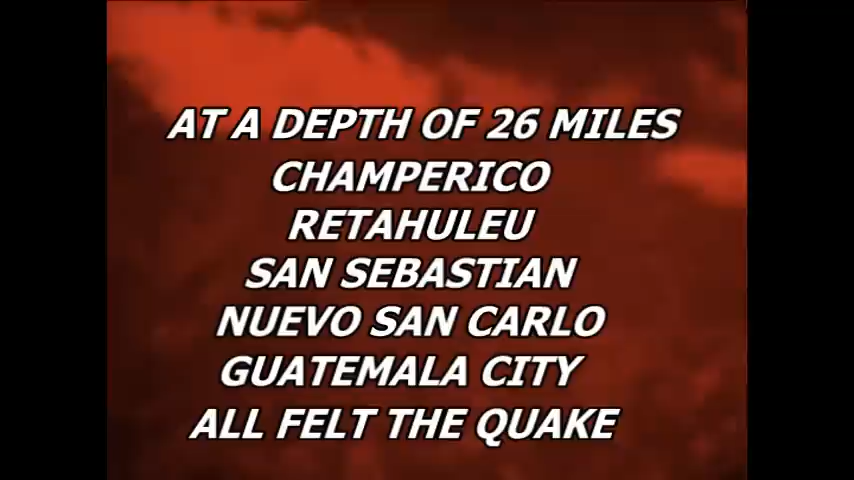 AT A DEPTH OF 26 MILES
CHAMPERICO
RETAHULEU
SAN SEBASTIAN
NUEVO SAN CARLO
GUATEMALA CITY
ALL FELT THE QUAKE